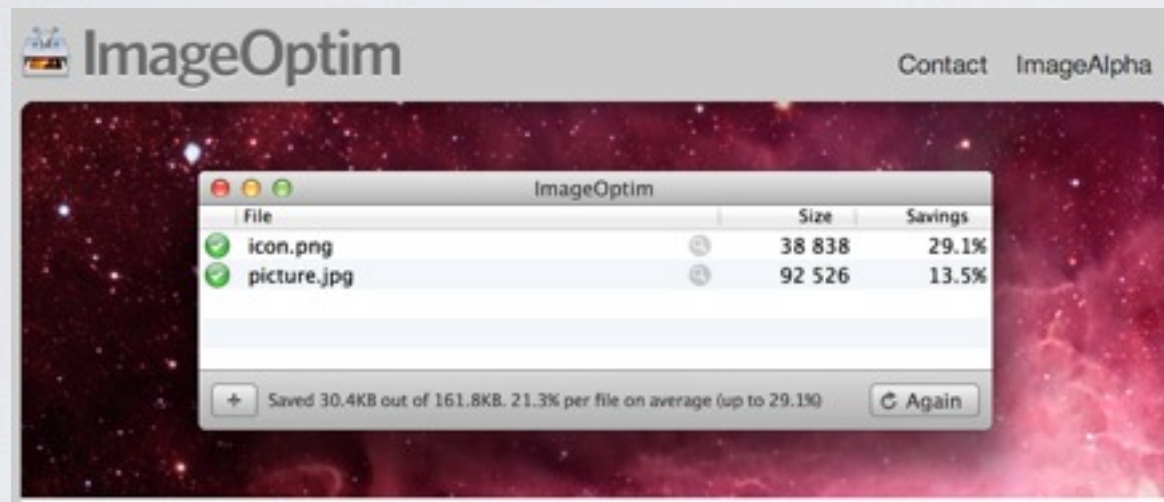 ImageOptim
Contact ImageAlpha
ImageOptim
File Size Savings
icon.png 38 838 29.1%
picture.jpg 92 526 13.5%
+ Saved 30.4KB out of 161.8KB. 21.3% per file on average (up to 29.1%) Again